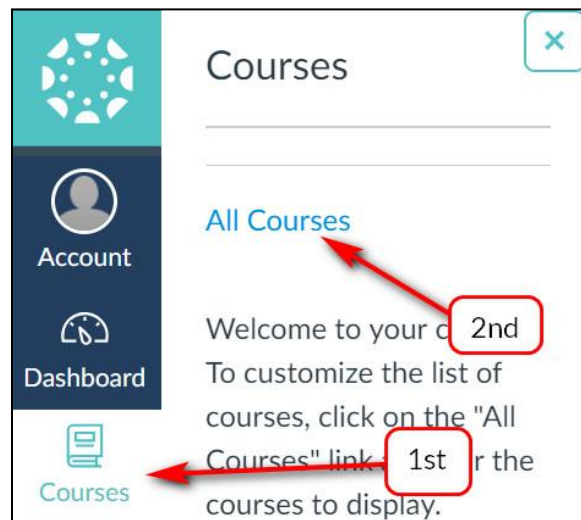 Courses
×
All Courses
Account
2nd
Welcome to your c
Dashboard
To customize the list of
courses, click on the "All
1st
Courses" link r the
Courses
courses to display.